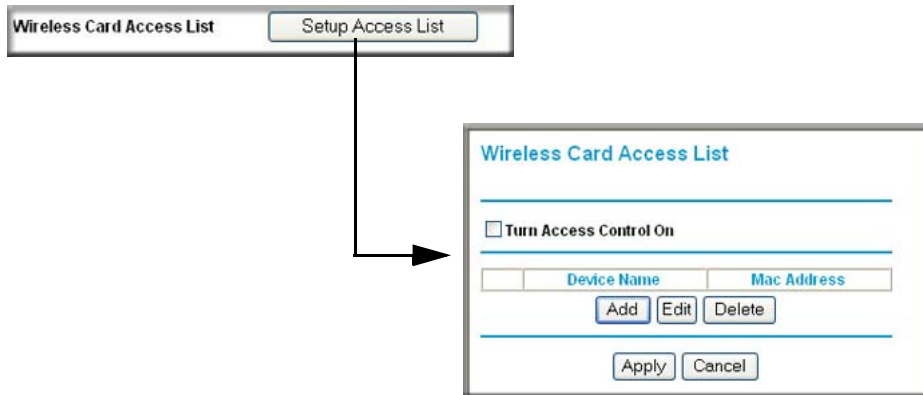 Wireless Card Access List Setup Access List
Wireless Card Access List
Turn Access Control On
Device Name Mac Address
Add Edit Delete
Apply Cancel